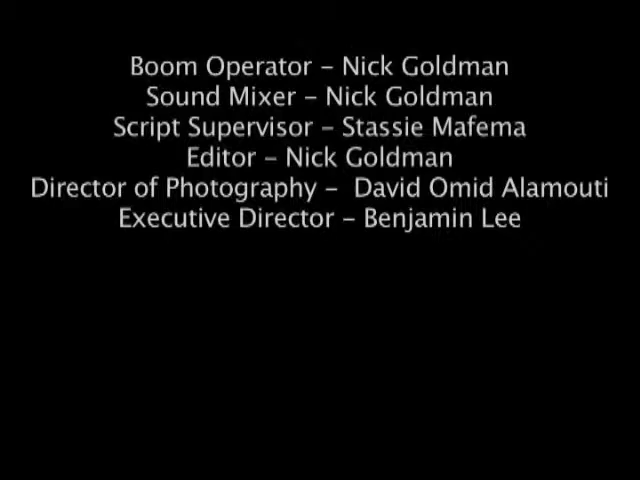 Boom Operator – Nick Goldman
Sound Mixer – Nick Goldman
Script Supervisor – Stassie Mafema
Editor – Nick Goldman
Director of Photography –  David Omid Alamouti
Executive Director – Benjamin Lee